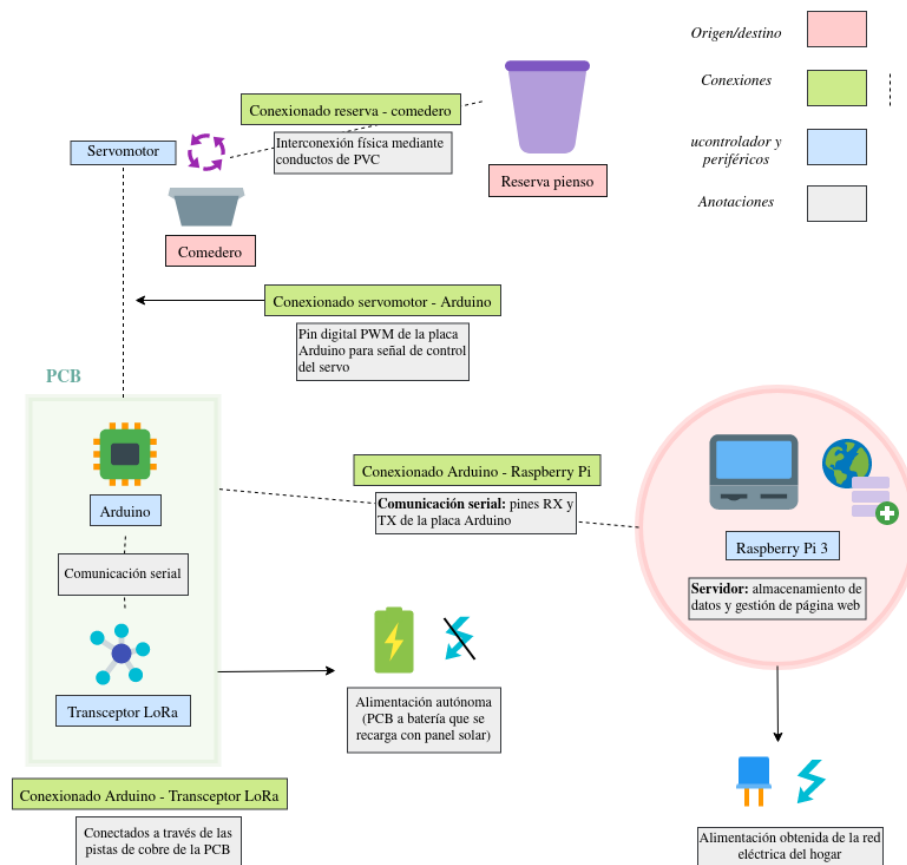 Origen/destino
Conexiones
ucontrolador y
periféricos
Anotaciones
Conexionado reserva - comedero
Interconexión física mediante
conductos de PVC
Servomotor
Reserva pienso
Comedero
Conexionado servomotor - Arduino
Pin digital PWM de la placa
Arduino para señal de control
del servo
PCB
Arduino
Comunicación serial
Transceptor LoRa
Conexionado Arduino - Raspberry Pi
Comunicación serial: pines RX y
TX de la placa Arduino
Raspberry Pi 3
Servidor: almacenamiento de
datos y gestión de página web
Alimentación autónoma
(PCB a batería que se
recarga con panel solar)
Conexionado Arduino - Transceptor LoRa
Conectados a través de las
pistas de cobre de la PCB
Alimentación obtenida de la red
eléctrica del hogar